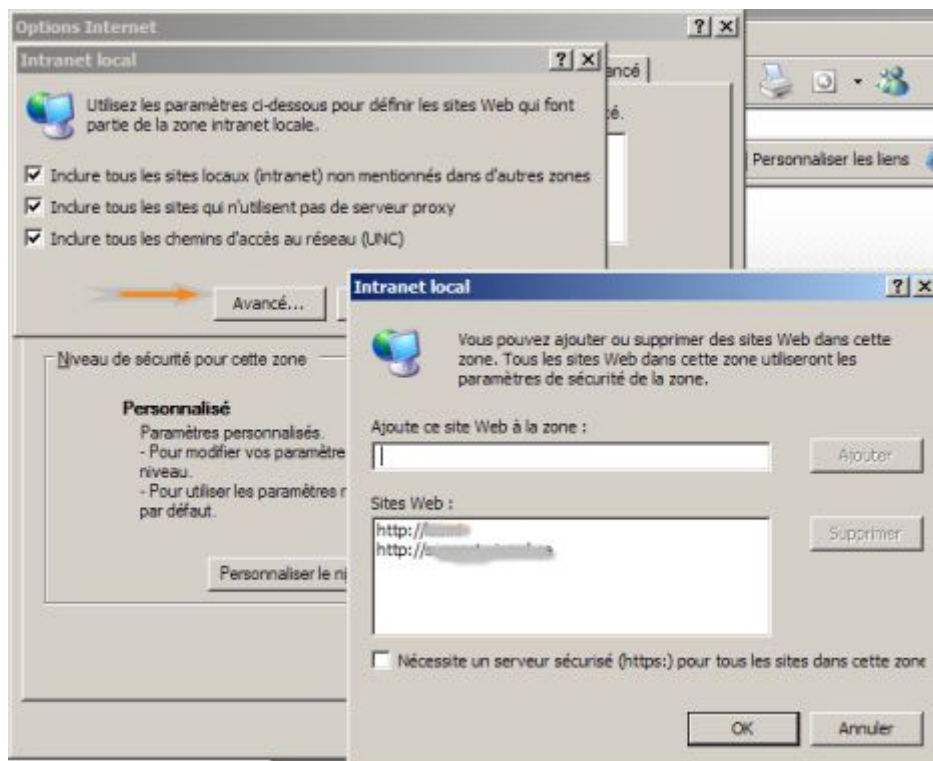 Options Internet
Intranet local
ancé
Utilisez les paramètres ci-dessous pour définir les sites Web qui font
partie de la zone intranet locale.
té.
Personnaliser les liens
Inclure tous les sites locaux (intranet) non mentionnés dans d'autres zones
Inclure tous les sites qui n'utilisent pas de serveur proxy
Inclure tous les chemins d'accès au réseau (UNC)
Avancé...
Intranet local
Vous pouvez ajouter ou supprimer des sites Web dans cette
zone. Tous les sites Web dans cette zone utiliseront les
paramètres de sécurité de la zone.
Niveau de sécurité pour cette zone
Personnalisé
Paramètres personnalisés.
- Pour modifier vos paramètre
niveau.
- Pour utiliser les paramètres r
par défaut.
Personnaliser le ni
Ajoute ce site Web à la zone :
Ajouter
Sites Web :
http://
http://
Supprimer
Nécessite un serveur sécurisé (https:) pour tous les sites dans cette zone
OK
Annuler